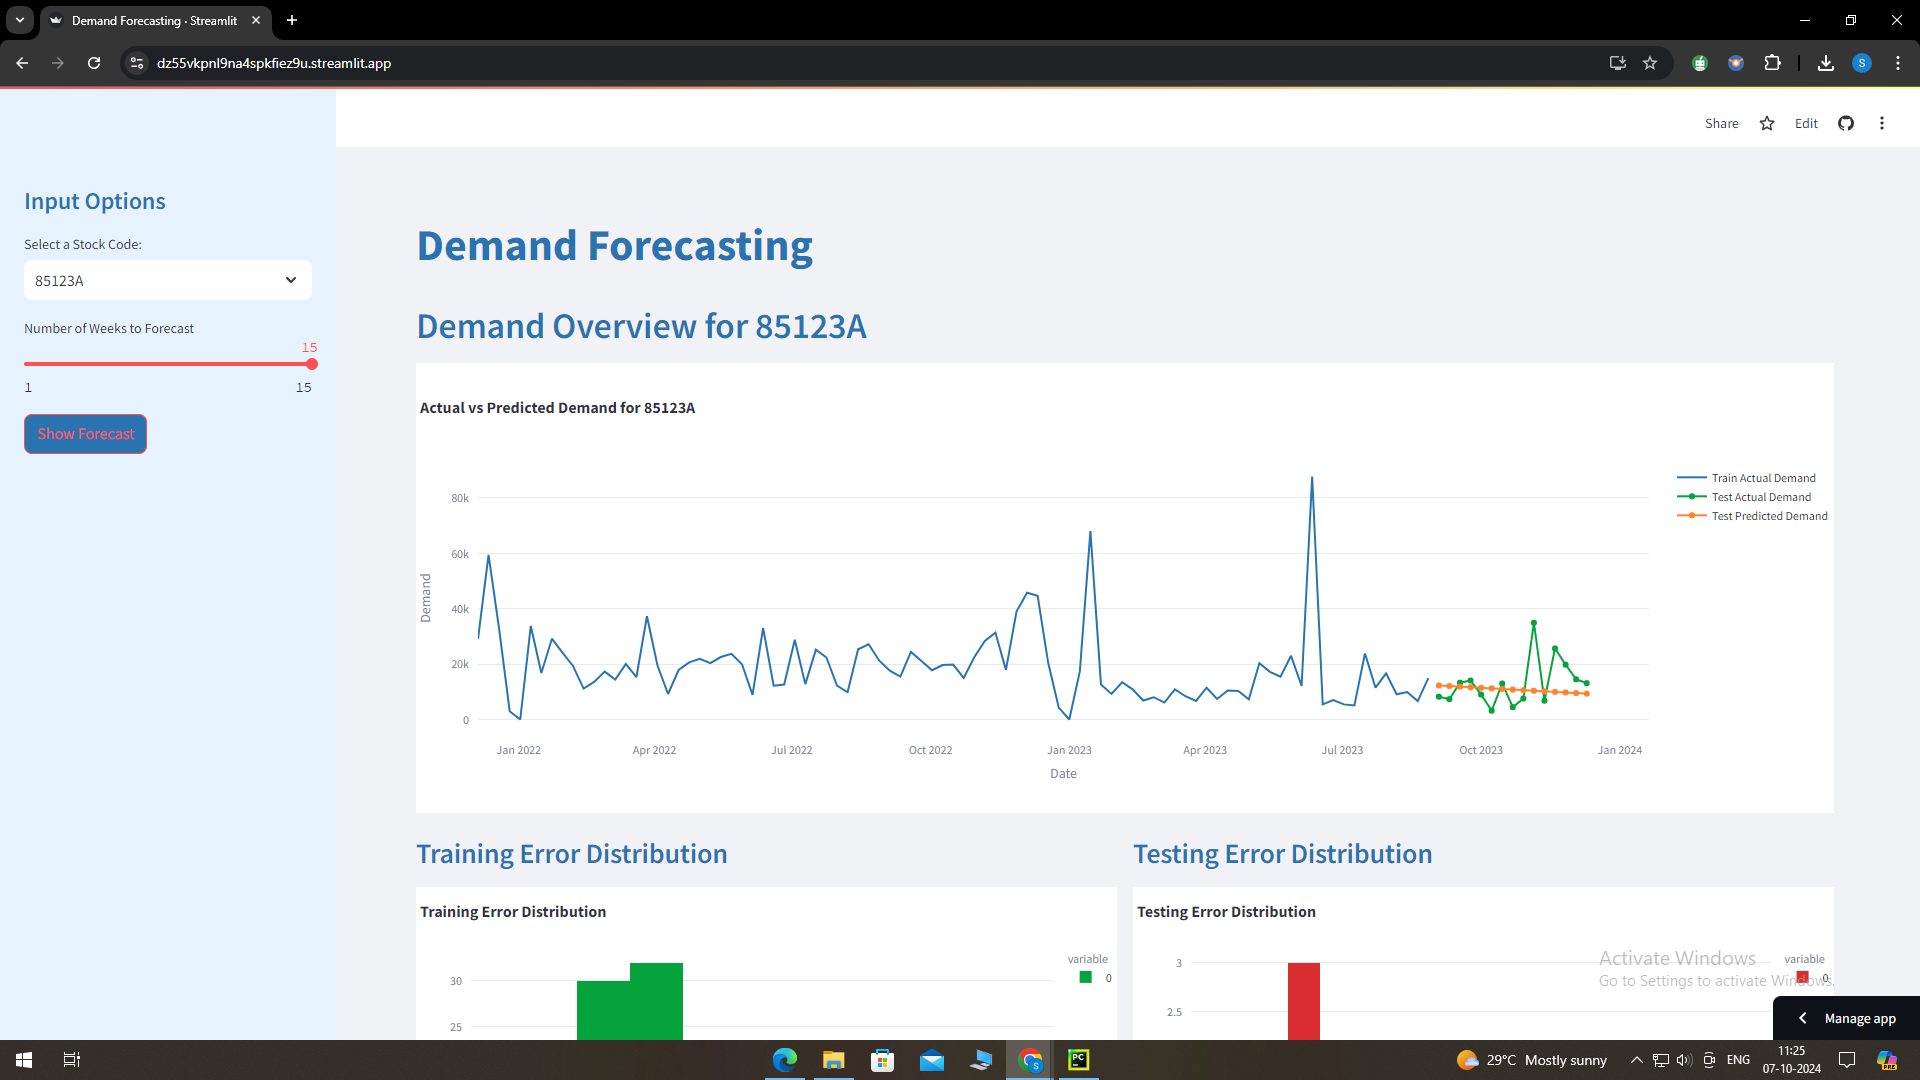 Demand Forecasting · Streamlit
dz55vkpnl9na4spkfiez9u.streamlit.app
S
Share
Edit
Input Options
Select a Stock Code:
85123A
Number of Weeks to Forecast
15
1
15
Show Forecast
Demand Forecasting
Demand Overview for 85123A
Actual vs Predicted Demand for 85123A
Train Actual Demand
Test Actual Demand
Test Predicted Demand
80k
60k
40k
20k
0
Demand
Jan 2022
Apr 2022
Jul 2022
Oct 2022
Jan 2023
Apr 2023
Jul 2023
Oct 2023
Jan 2024
Date
Training Error Distribution
Training Error Distribution
variable
0
30
25
Testing Error Distribution
Testing Error Distribution
variable
0
3
2.5
Activate Windows
Go to Settings to activate Windows.
Manage app
S
PC
29°C Mostly sunny
ENG
11:25
07-10-2024
PRE